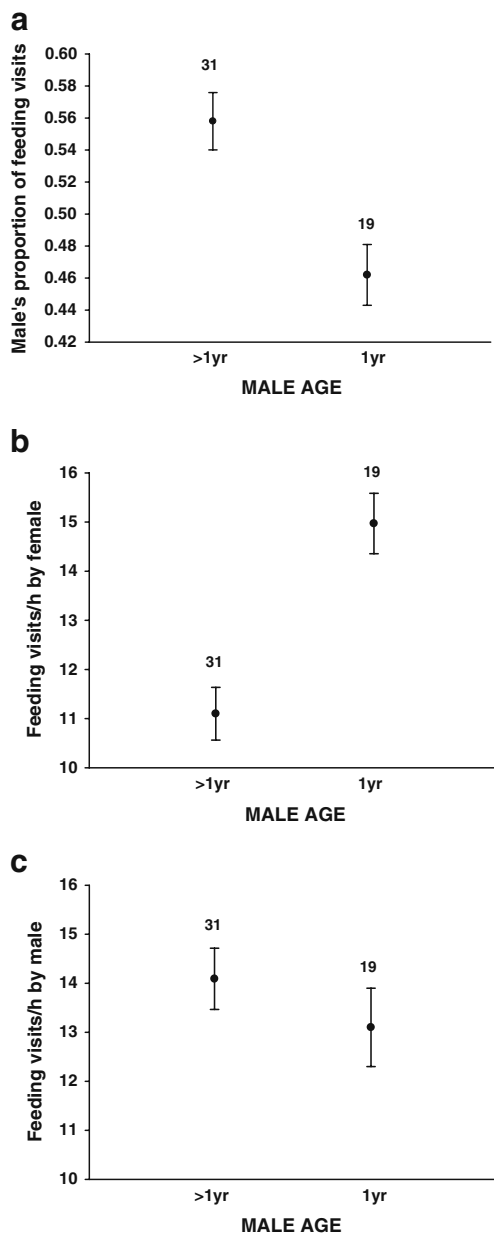 a
Male's proportion of feeding visits
0.60
0.58
0.56
0.54
0.52
0.50
0.48
0.46
0.44
0.42
31
19
>1yr
1yr
MALE AGE
b
Feeding visits/h by female
16
15
14
13
12
11
10
19
31
>1yr
1yr
MALE AGE
c
Feeding visits/h by male
16
15
14
13
12
11
10
31
19
>1yr
1yr
MALE AGE